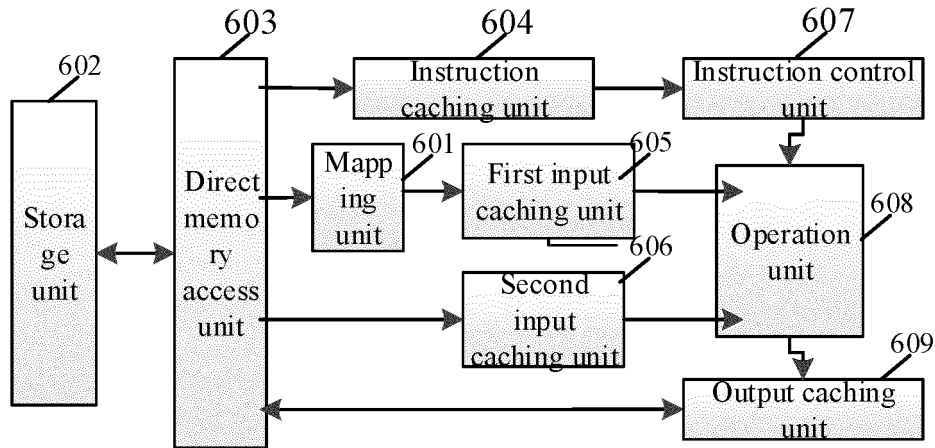 602
Stora
ge
unit
603
Direct
memo
ry
access
unit
604
Instruction
caching unit
607
Instruction control
unit
601
Mapp
ing
unit
605
First input
caching unit
606
Second
input
caching unit
608
Operation
unit
609
Output caching
unit